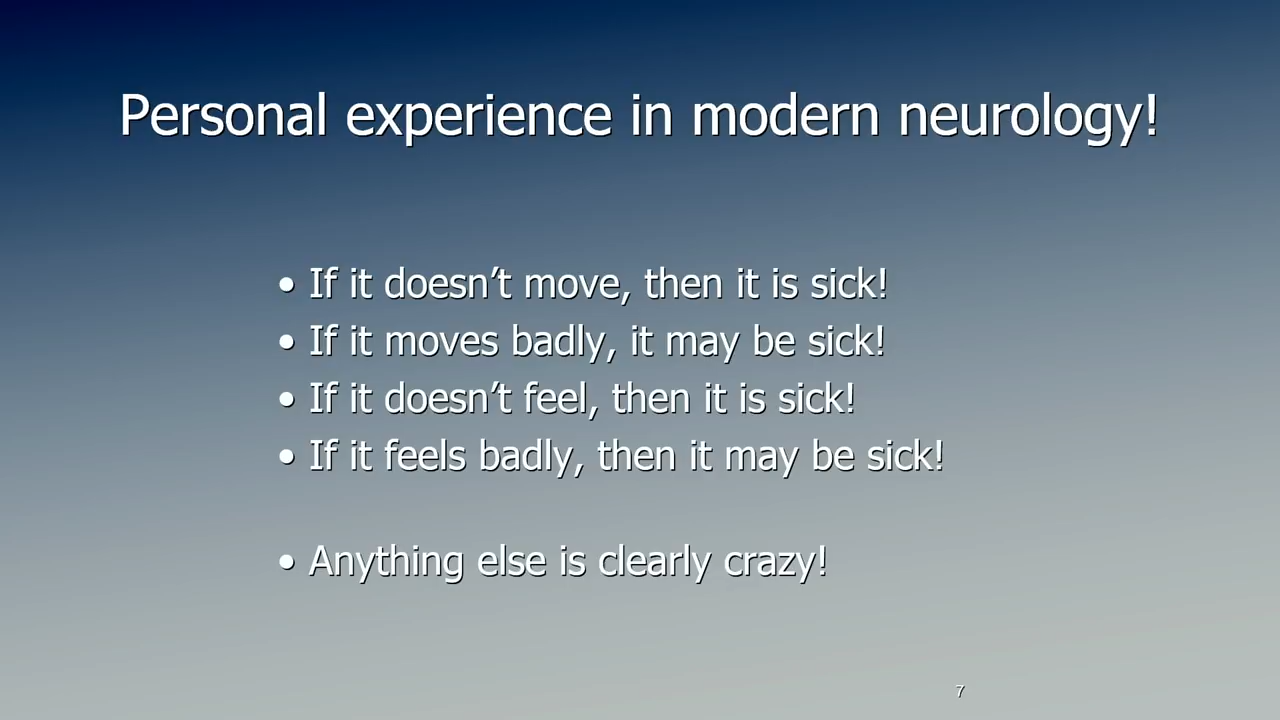 Personal experience in modern neurology!
• If it doesn’t move, then it is sick!
• If it moves badly, it may be sick!
• If it doesn’t feel, then it is sick!
• If it feels badly, then it may be sick!
• Anything else is clearly crazy!
7